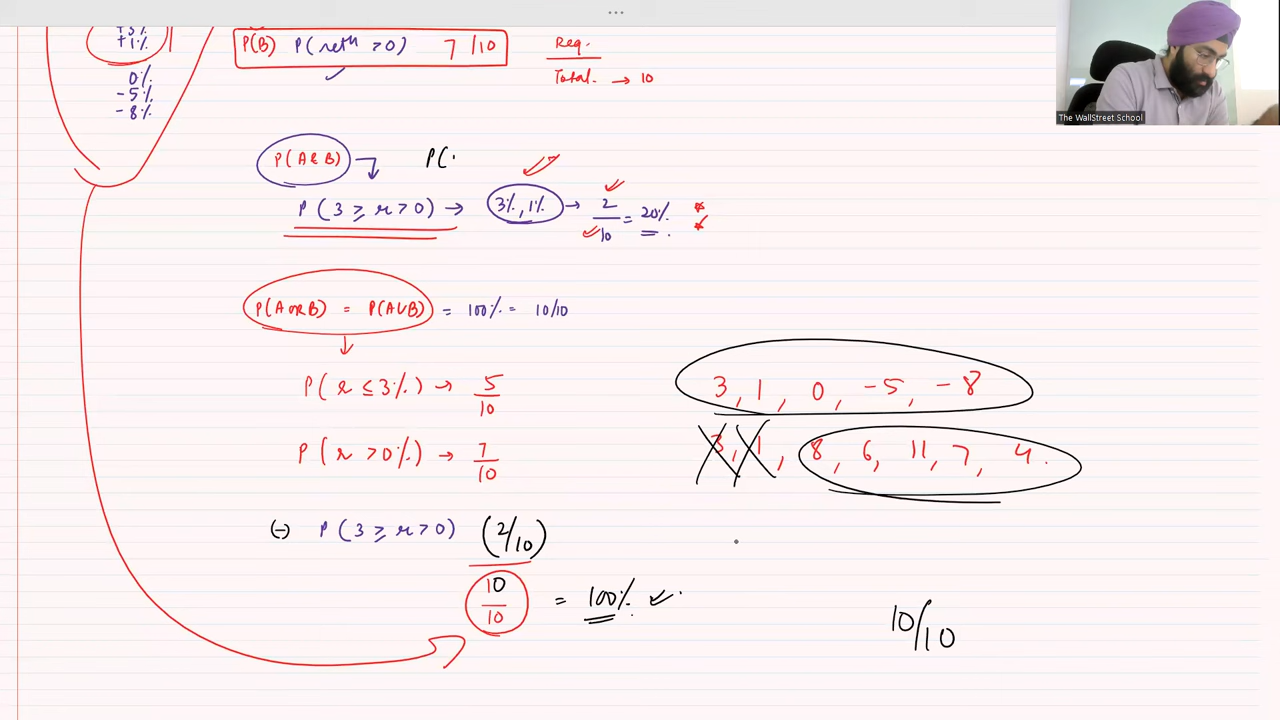 +3%
+1%
0%
-5%
-8%
P(B) P(retn >0) 7/10
Req.
Total → 10
The WallStreet School
P(A&B) P(
P(3 ≥ r > 0) → 3%, 1% → 2/10 = 20%
P(A or B) = P(A∪B) = 100% = 10/10
P(r ≤ 3%) → 5/10
3, 1, 0, -5, -8
P(r > 0%) → 7/10
3, 1, 8, 6, 11, 7, 4.
(-) P(3 ≥ r > 0) (2/10)
10/10 = 100%
10/10